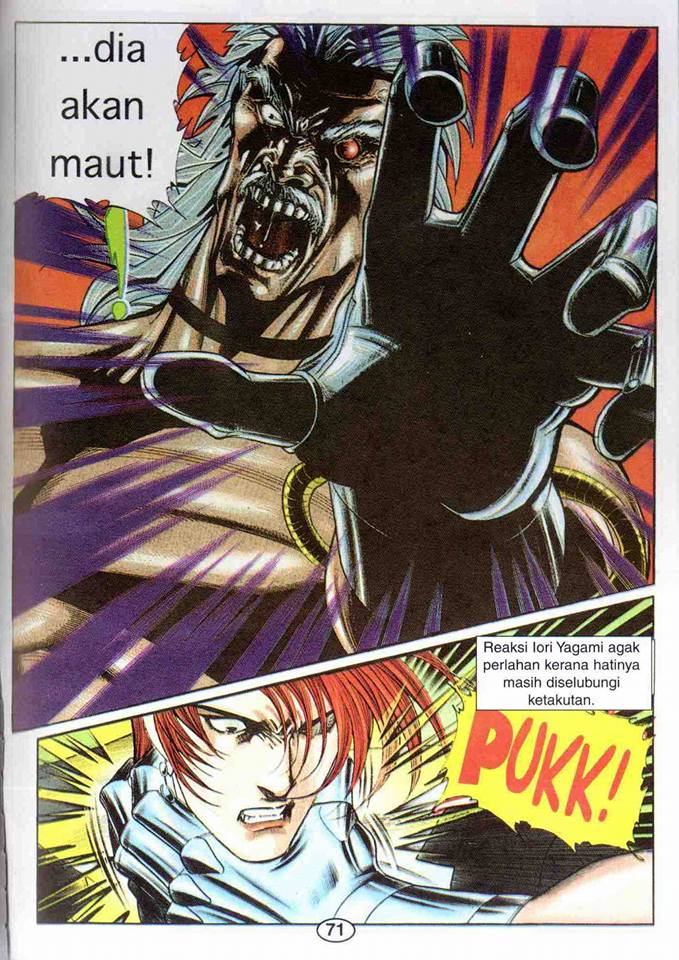 ...dia
akan
maut!
!
Reaksi Iori Yagami agak
perlahan kerana hatinya
masih diselubungi
ketakutan.
PUKK!
71